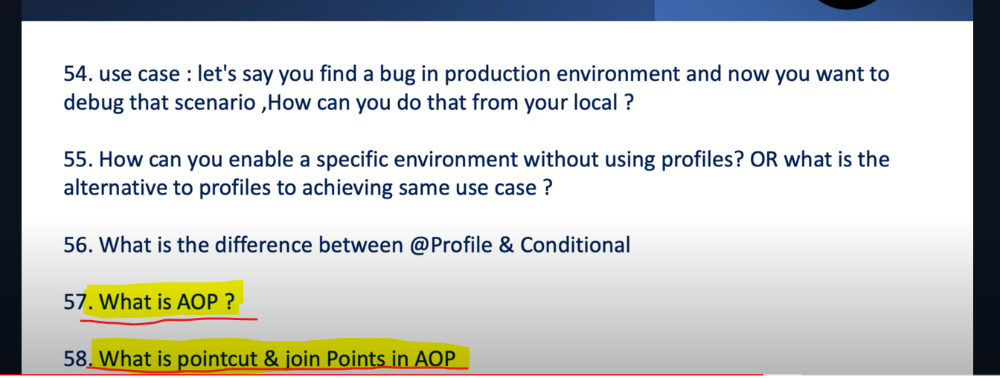 54. use case : let's say you find a bug in production environment and now you want to
debug that scenario ,How can you do that from your local ?
55. How can you enable a specific environment without using profiles? OR what is the
alternative to profiles to achieving same use case ?
56. What is the difference between @Profile & Conditional
57. What is AOP ?
58. What is pointcut & join Points in AOP